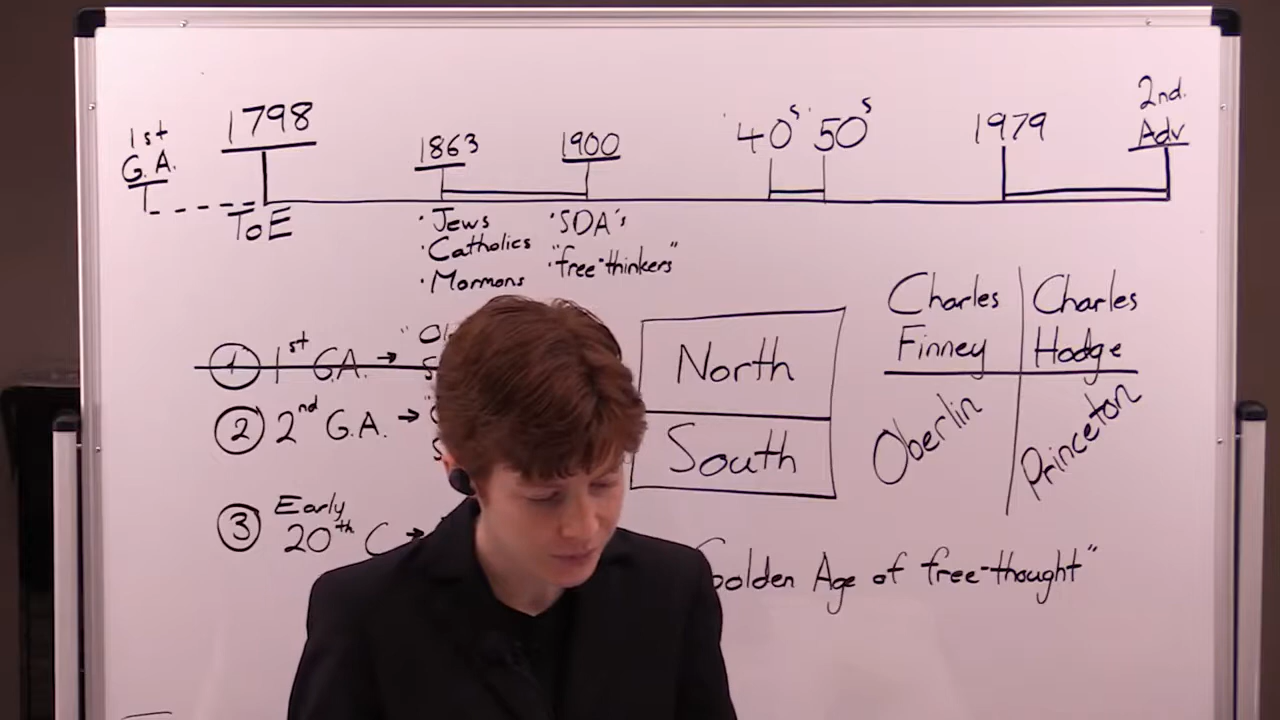 1st
G.A.
1798
ToE
1863
1900
'40s '50s
1979
2nd.
Adv
· Jews
· Catholics
· Mormons
· SDA's
· "free-thinkers"
① 1st G.A. →
② 2nd G.A. →
③ Early
20th C →
North
South
Charles
Finney
Charles
Hodge
Oberlin
Princeton
Golden Age of free-thought"